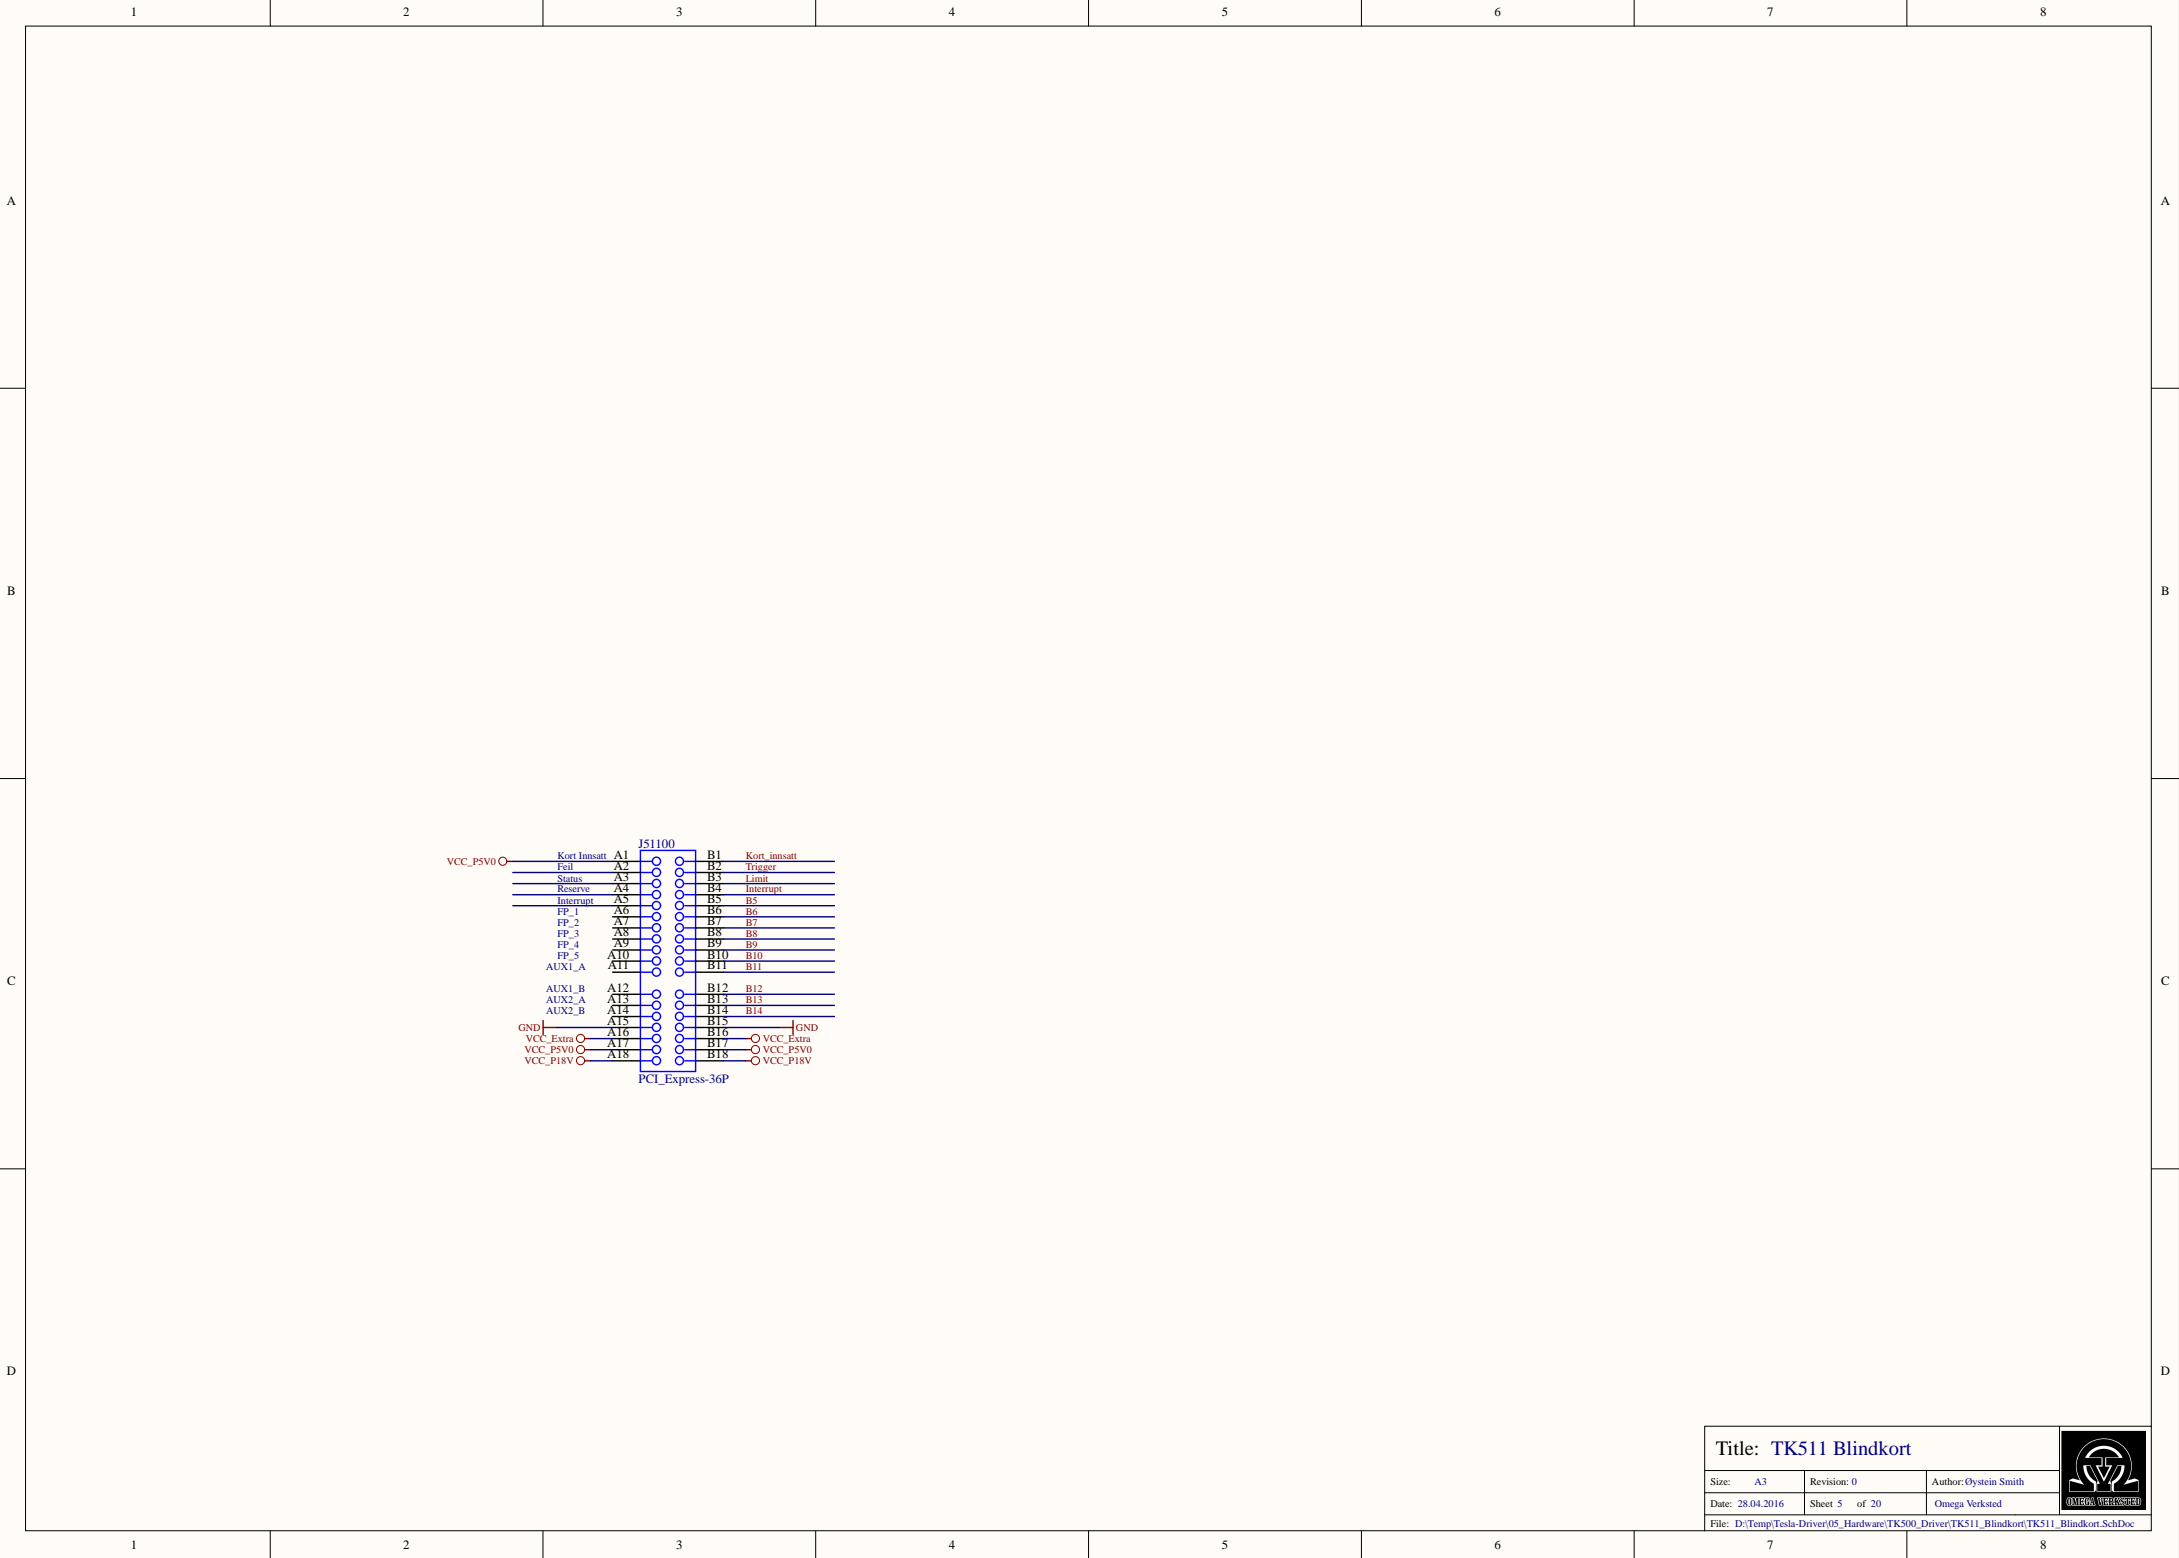 1 2 3 4 5 6 7 8
A A
B B
C C
D D
J51100
VCC_P5V0 Kort Innsatt A1 B1 Kort_innsatt
Feil A2 B2 Trigger
Status A3 B3 Limit
Reserve A4 B4 Interrupt
Interrupt A5 B5 B5
FP_1 A6 B6 B6
FP_2 A7 B7 B7
FP_3 A8 B8 B8
FP_4 A9 B9 B9
FP_5 A10 B10 B10
AUX1_A A11 B11 B11
AUX1_B A12 B12 B12
AUX2_A A13 B13 B13
AUX2_B A14 B14 B14
GND A15 B15 GND
VCC_Extra A16 B16 VCC_Extra
VCC_P5V0 A17 B17 VCC_P5V0
VCC_P18V A18 B18 VCC_P18V
PCI_Express-36P
Title: TK511 Blindkort
Size: A3 Revision: 0 Author: Øystein Smith
Date: 28.04.2016 Sheet 5 of 20 Omega Verksted
OMEGA VERKSTED
File: D:\Temp\Tesla-Driver\05_Hardware\TK500_Driver\TK511_Blindkort\TK511_Blindkort.SchDoc
1 2 3 4 5 6 7 8